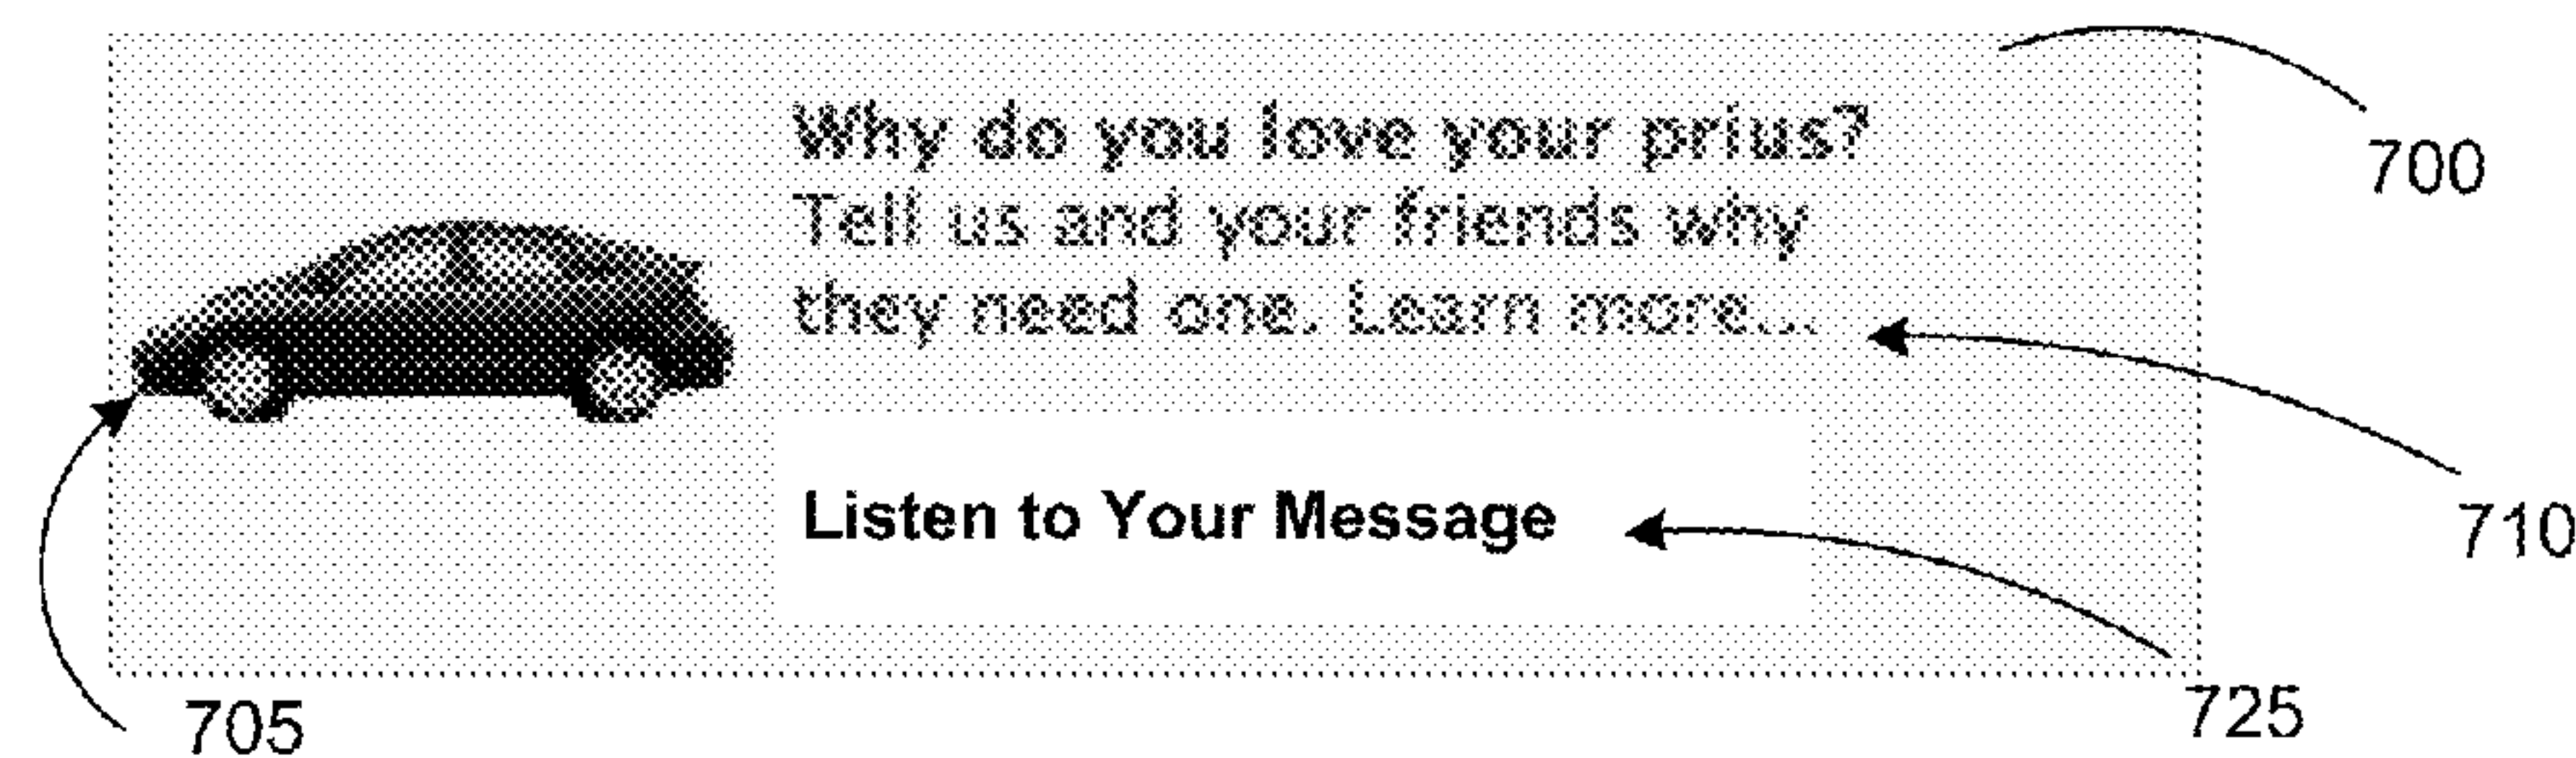 Why do you love your prius?
Tell us and your friends why
they need one. Learn more...
700
Listen to Your Message
710
705
725